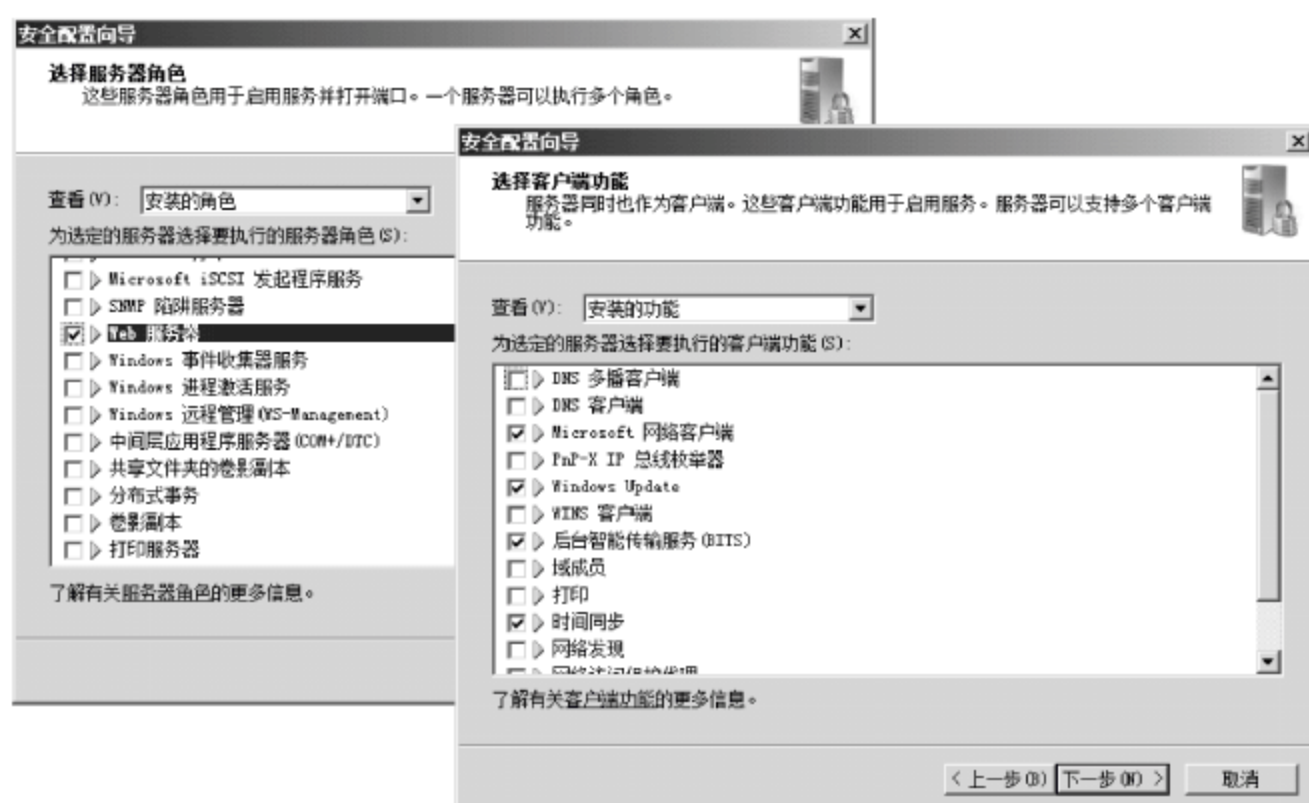 安全配置向导
选择服务器角色
这些服务器角色用于启用服务并打开端口。一个服务器可以执行多个角色。
查看(V): 安装的角色
为选定的服务器选择要执行的服务器角色(S):
Microsoft iSCSI 发起程序服务
SNMP 陷阱服务器
Web 服务器
Windows 事件收集器服务
Windows 进程激活服务
Windows 远程管理(WS-Management)
中间层应用程序服务器(COM+/DTC)
共享文件夹的卷影副本
分布式事务
卷影副本
打印服务器
了解有关服务器角色的更多信息。
安全配置向导
选择客户端功能
服务器同时也作为客户端。这些客户端功能用于启用服务。服务器可以支持多个客户端
功能。
查看(V): 安装的功能
为选定的服务器选择要执行的客户端功能(S):
DNS 多播客户端
DNS 客户端
Microsoft 网络客户端
PnP-X IP 总线枚举器
Windows Update
WINS 客户端
后台智能传输服务(BITS)
域成员
打印
时间同步
网络发现
网络访问保护代理
了解有关客户端功能的更多信息。
< 上一步(B) 下一步(N) > 取消